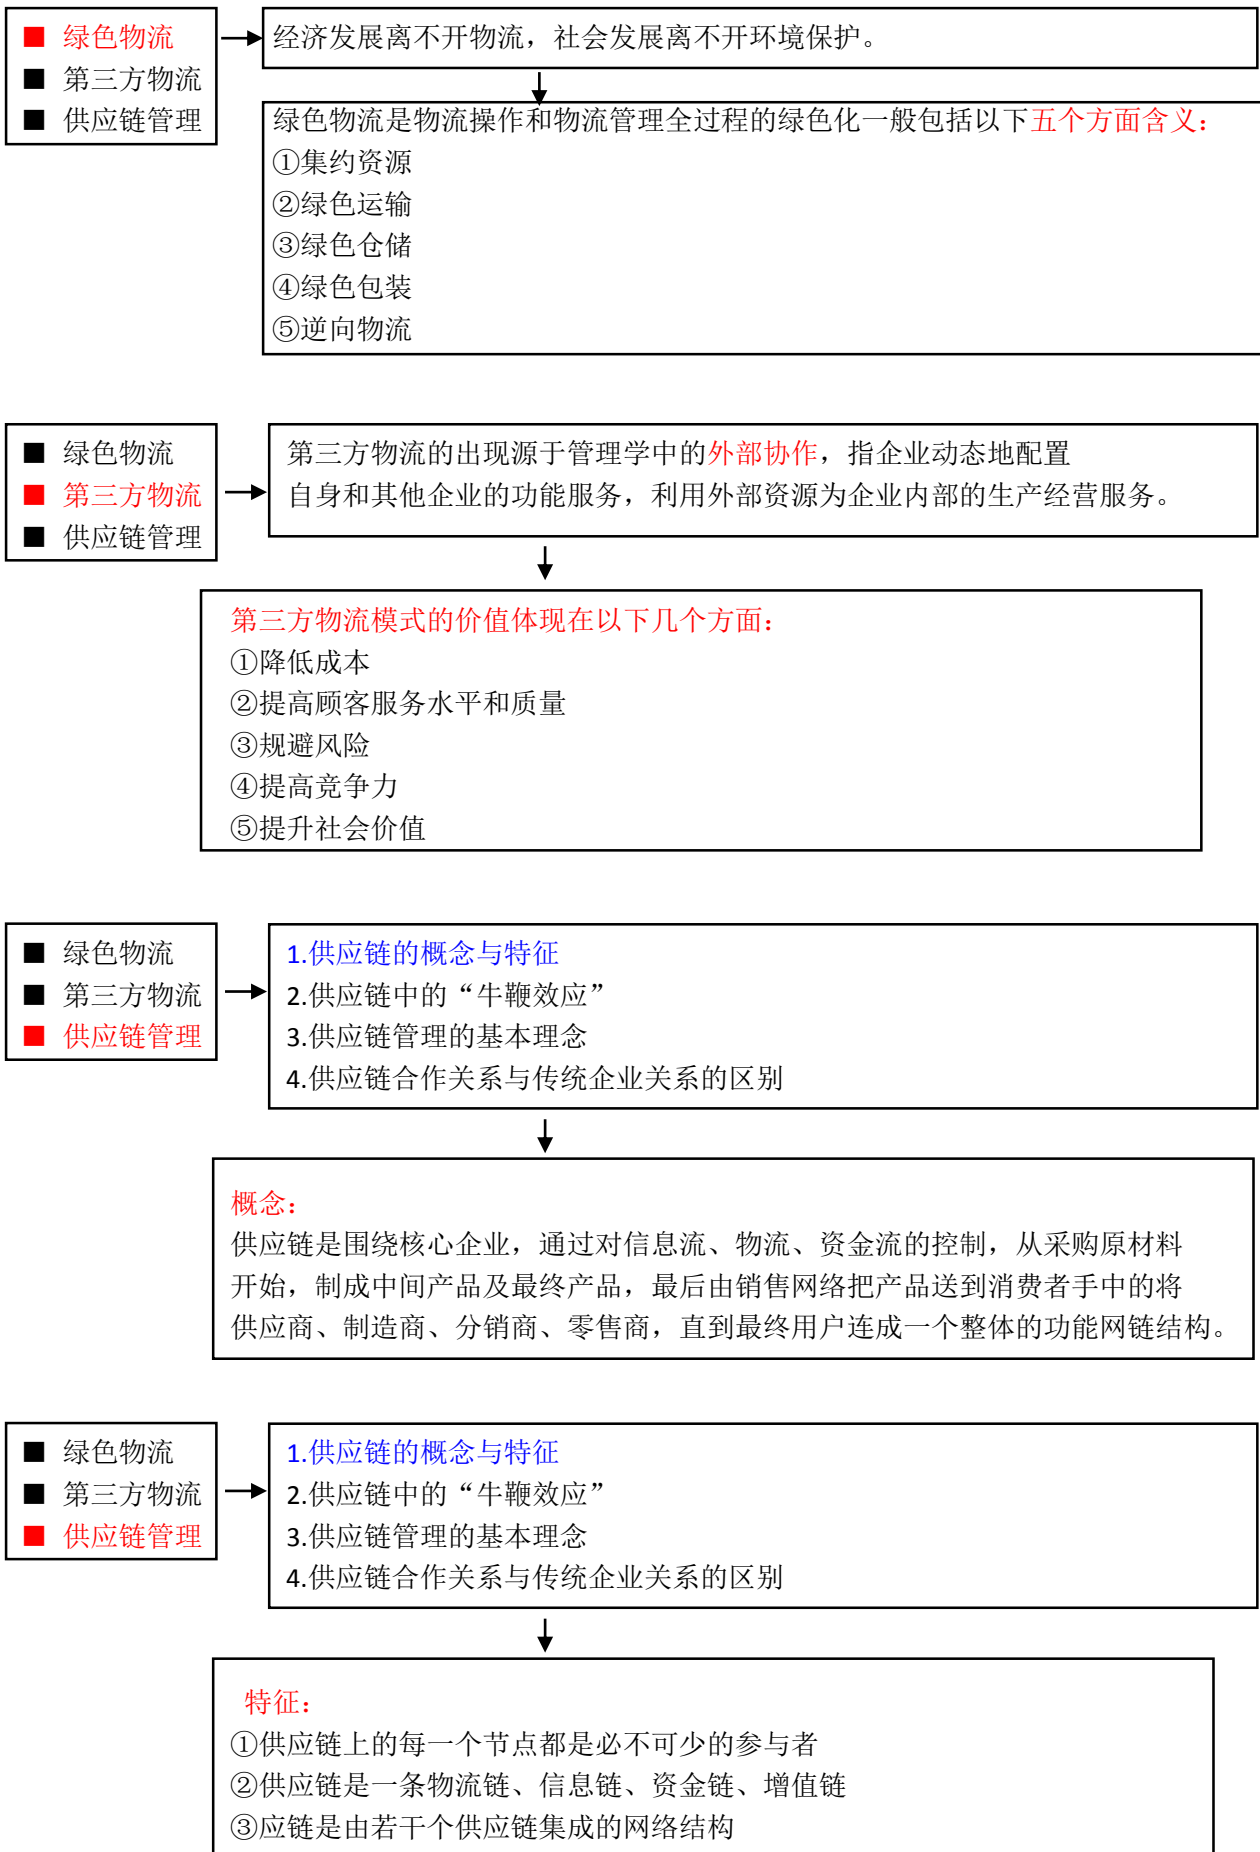 ■ 绿色物流
■ 第三方物流
■ 供应链管理
经济发展离不开物流，社会发展离不开环境保护。
绿色物流是物流操作和物流管理全过程的绿色化一般包括以下五个方面含义：
①集约资源
②绿色运输
③绿色仓储
④绿色包装
⑤逆向物流
■ 绿色物流
■ 第三方物流
■ 供应链管理
第三方物流的出现源于管理学中的外部协作，指企业动态地配置
自身和其他企业的功能服务，利用外部资源为企业内部的生产经营服务。
第三方物流模式的价值体现在以下几个方面：
①降低成本
②提高顾客服务水平和质量
③规避风险
④提高竞争力
⑤提升社会价值
■ 绿色物流
■ 第三方物流
■ 供应链管理
1.供应链的概念与特征
2.供应链中的“牛鞭效应”
3.供应链管理的基本理念
4.供应链合作关系与传统企业关系的区别
概念：
供应链是围绕核心企业，通过对信息流、物流、资金流的控制，从采购原材料
开始，制成中间产品及最终产品，最后由销售网络把产品送到消费者手中的将
供应商、制造商、分销商、零售商，直到最终用户连成一个整体的功能网链结构。
■ 绿色物流
■ 第三方物流
■ 供应链管理
1.供应链的概念与特征
2.供应链中的“牛鞭效应”
3.供应链管理的基本理念
4.供应链合作关系与传统企业关系的区别
特征：
①供应链上的每一个节点都是必不可少的参与者
②供应链是一条物流链、信息链、资金链、增值链
③应链是由若干个供应链集成的网络结构